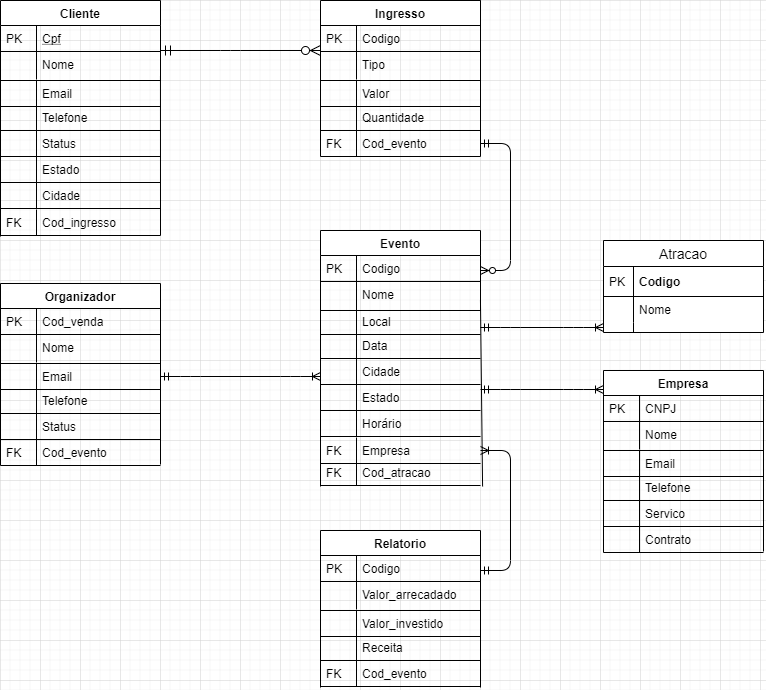 Cliente
PK Cpf
Nome
Email
Telefone
Status
Estado
Cidade
FK Cod_ingresso
Ingresso
PK Codigo
Tipo
Valor
Quantidade
FK Cod_evento
Evento
PK Codigo
Nome
Local
Data
Cidade
Estado
Horário
FK Empresa
FK Cod_atracao
Atracao
PK Codigo
Nome
Organizador
PK Cod_venda
Nome
Email
Telefone
Status
FK Cod_evento
Empresa
PK CNPJ
Nome
Email
Telefone
Servico
Contrato
Relatorio
PK Codigo
Valor_arrecadado
Valor_investido
Receita
FK Cod_evento